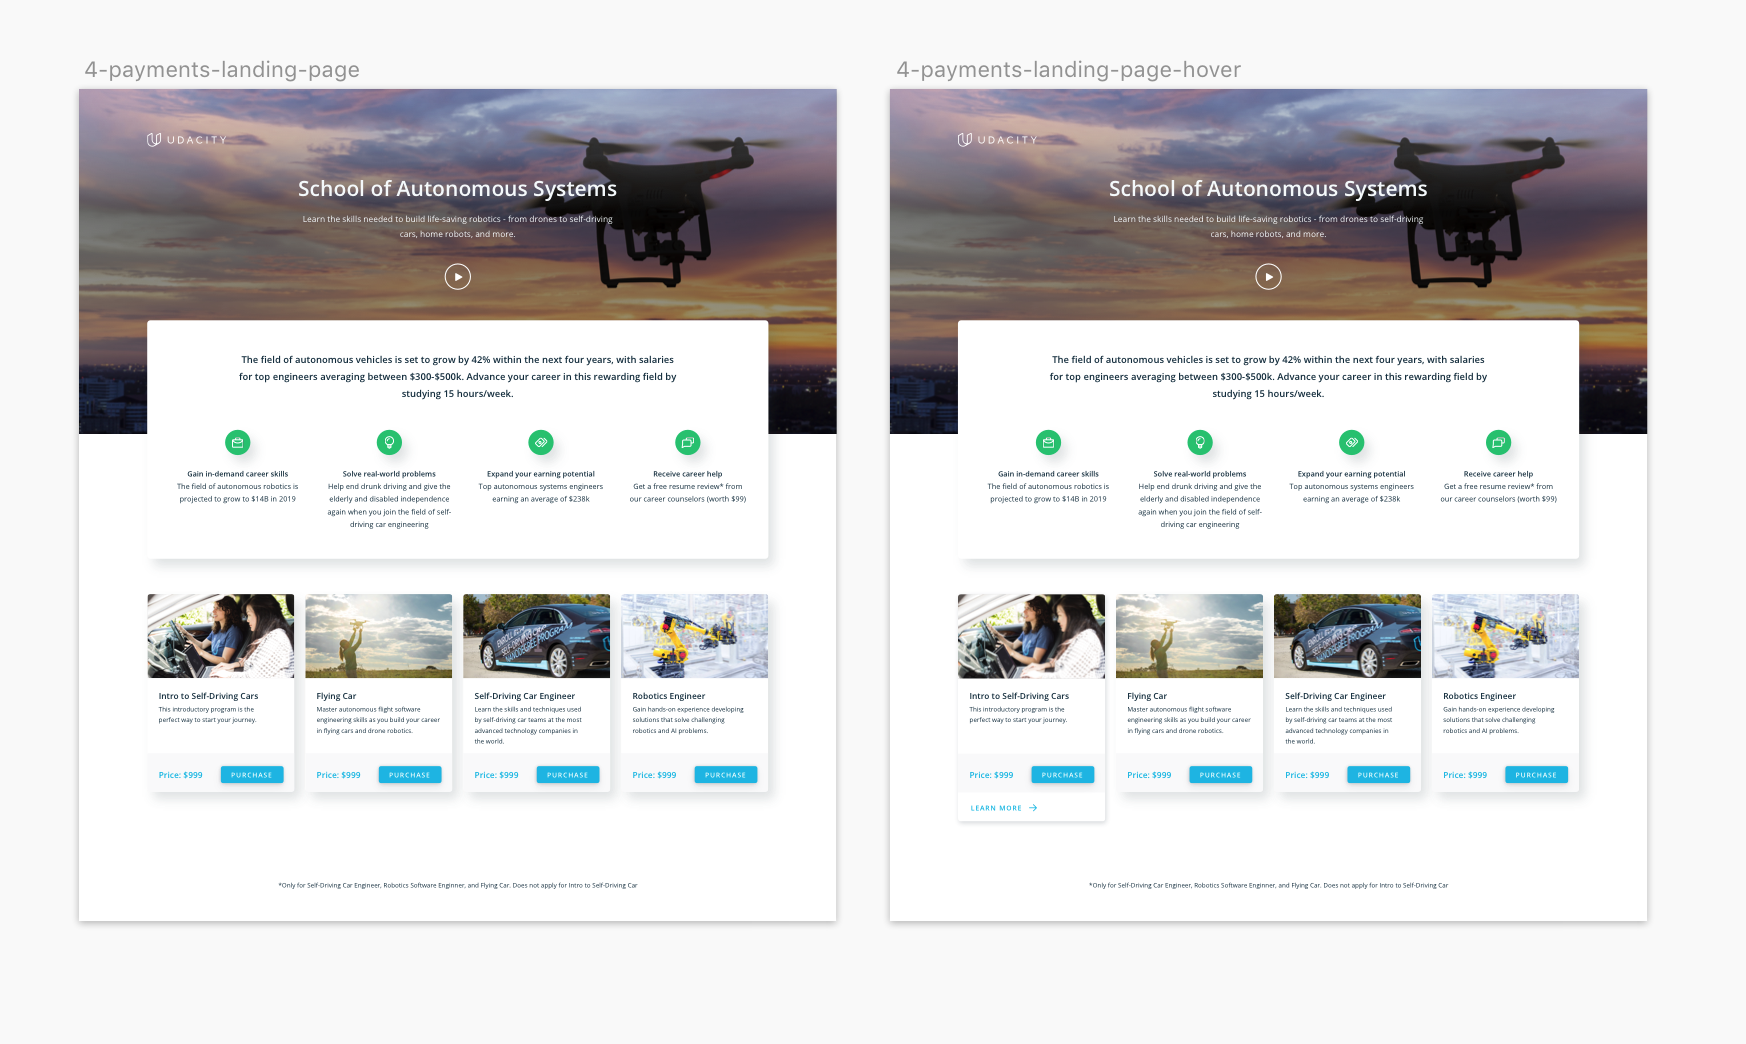 4-payments-landing-page
UDACITY
School of Autonomous Systems
Learn the skills needed to build life-saving robotics - from drones to self-driving
cars, home robots, and more.
The field of autonomous vehicles is set to grow by 42% within the next four years, with salaries
for top engineers averaging between $300-$500k. Advance your career in this rewarding field by
studying 15 hours/week.
Gain in-demand career skills
The field of autonomous robotics is
projected to grow to $14B in 2019
Solve real-world problems
Help end drunk driving and give the
elderly and disabled independence
again when you join the field of self-
driving car engineering
Expand your earning potential
Top autonomous systems engineers
earning an average of $238k
Receive career help
Get a free resume review* from
our career counselors (worth $99)
ENROLL IN OUR
SELF-DRIVING CAR
NANODEGREE PROGRAM
Intro to Self-Driving Cars
This introductory program is the
perfect way to start your journey.
Price: $999 PURCHASE
Flying Car
Master autonomous flight software
engineering skills as you build your career
in flying cars and drone robotics.
Price: $999 PURCHASE
Self-Driving Car Engineer
Learn the skills and techniques used
by self-driving car teams at the most
advanced technology companies in
the world.
Price: $999 PURCHASE
Robotics Engineer
Gain hands-on experience developing
solutions that solve challenging
robotics and AI problems.
Price: $999 PURCHASE
*Only for Self-Driving Car Engineer, Robotics Software Enginner, and Flying Car. Does not apply for Intro to Self-Driving Car
4-payments-landing-page-hover
UDACITY
School of Autonomous Systems
Learn the skills needed to build life-saving robotics - from drones to self-driving
cars, home robots, and more.
The field of autonomous vehicles is set to grow by 42% within the next four years, with salaries
for top engineers averaging between $300-$500k. Advance your career in this rewarding field by
studying 15 hours/week.
Gain in-demand career skills
The field of autonomous robotics is
projected to grow to $14B in 2019
Solve real-world problems
Help end drunk driving and give the
elderly and disabled independence
again when you join the field of self-
driving car engineering
Expand your earning potential
Top autonomous systems engineers
earning an average of $238k
Receive career help
Get a free resume review* from
our career counselors (worth $99)
ENROLL IN OUR
SELF-DRIVING CAR
NANODEGREE PROGRAM
Intro to Self-Driving Cars
This introductory program is the
perfect way to start your journey.
Price: $999 PURCHASE
LEARN MORE
Flying Car
Master autonomous flight software
engineering skills as you build your career
in flying cars and drone robotics.
Price: $999 PURCHASE
Self-Driving Car Engineer
Learn the skills and techniques used
by self-driving car teams at the most
advanced technology companies in
the world.
Price: $999 PURCHASE
Robotics Engineer
Gain hands-on experience developing
solutions that solve challenging
robotics and AI problems.
Price: $999 PURCHASE
*Only for Self-Driving Car Engineer, Robotics Software Enginner, and Flying Car. Does not apply for Intro to Self-Driving Car